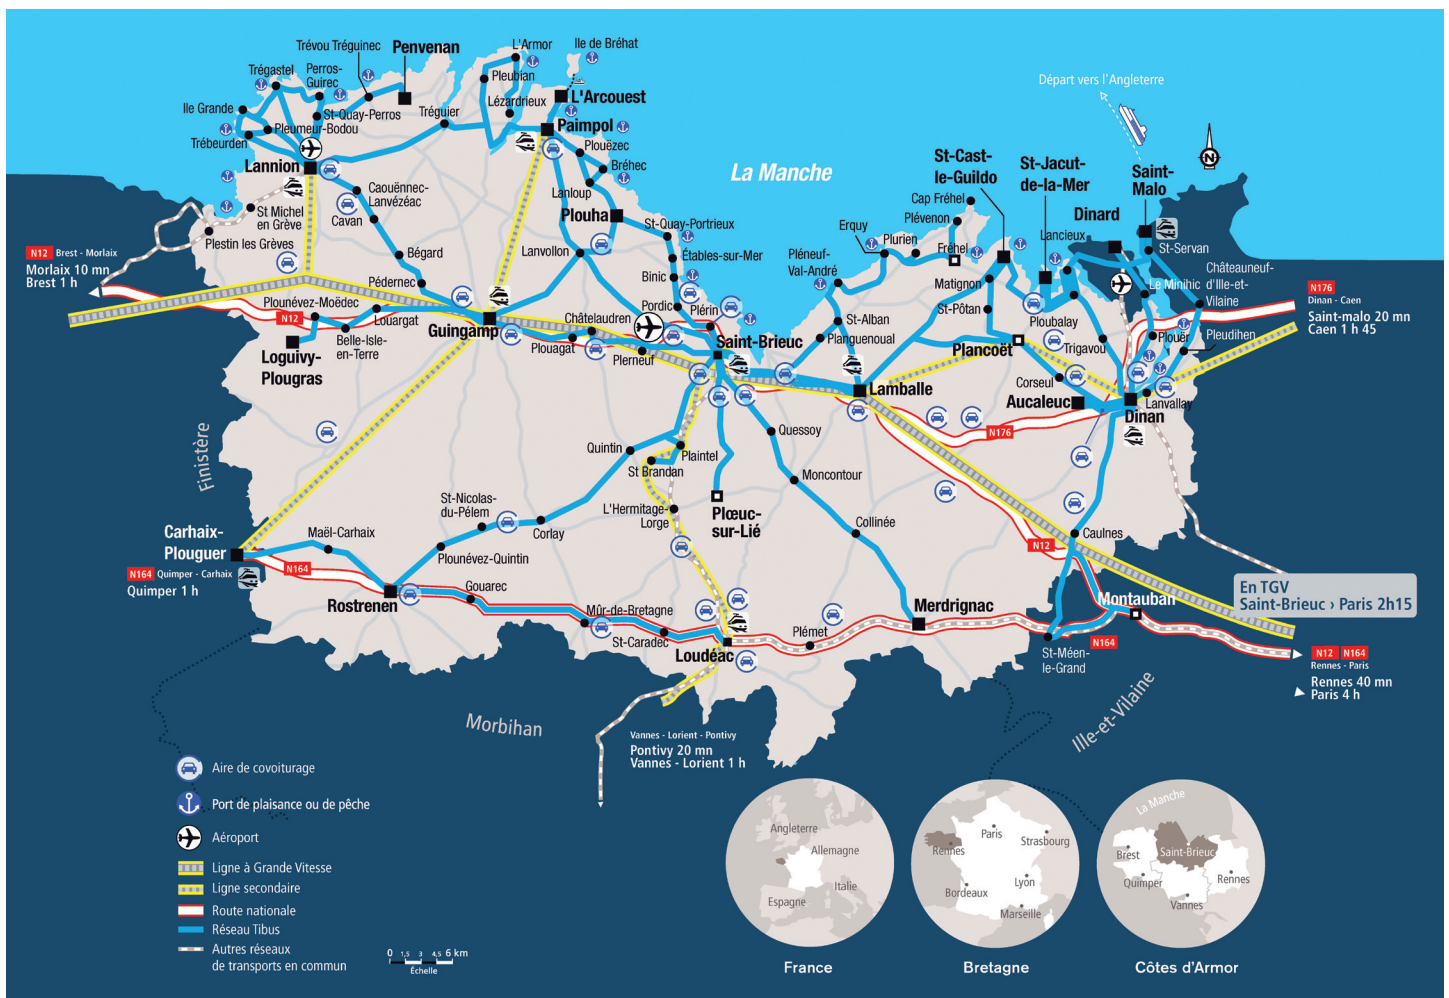 Trévou Tréguinec
Penvenan
L'Armor
Ile de Bréhat
Trégastel
Perros-
Guirec
Pleubian
Départ vers l'Angleterre
Ile Grande
St-Quay-Perros
Tréguier
Lézardrieux
L'Arcouest
Pleumeur-Bodou
Trébeurden
Paimpol
Plouëzec
Bréhec
Lannion
Lanloup
La Manche
N
St-Cast-
le-Guildo
St-Jacut-
de-la-Mer
Saint-
Malo
Caouënnec-
Lanvézéac
Cavan
St Michel
en Grève
Plestin les Grèves
Plouha
St-Quay-Portrieux
Cap Fréhel
Plévenon
Erquy
Plurien
Fréhel
Dinard
Lancieux
St-Servan
N12 Brest - Morlaix
Morlaix 10 mn
Brest 1 h
Bégard
Lanvollon
Étables-sur-Mer
Binic
Pléneuf-
Val-André
Matignon
Le Minihic
Châteauneuf-
d'Ille-et-
Vilaine
N176
Dinan - Caen
Saint-malo 20 mn
Caen 1 h 45
Pédernec
Plounévez-Moëdec
N12
Louargat
Belle-Isle-
en-Terre
Loguivy-
Plougras
Guingamp
Châtelaudren
Plouagat
Plerneuf
Pordic
Plérin
Saint-Brieuc
St-Alban
Planguenoual
St-Pôtan
Ploubalay
Plouër
Pleudihen
Plancoët
Trigavou
Corseul
Aucaleuc
Lamballe
Dinan
Lanvallay
N176
Finistère
Quintin
Plaintel
St Brandan
Quessoy
Moncontour
L'Hermitage-
Lorge
Plœuc-
sur-Lié
Collinée
St-Nicolas-
du-Pélem
Corlay
Plounévez-Quintin
Carhaix-
Plouguer
Maël-Carhaix
N164 Quimper - Carhaix
Quimper 1 h
N164
Rostrenen
Gouarec
Mûr-de-Bretagne
St-Caradec
Loudéac
Plémet
Merdrignac
Caulnes
N12
Montauban
En TGV
Saint-Brieuc › Paris 2h15
St-Méen-
le-Grand
N164
N12 N164
Rennes - Paris
Rennes 40 mn
Paris 4 h
Morbihan
Ille-et-Vilaine
Vannes - Lorient - Pontivy
Pontivy 20 mn
Vannes - Lorient 1 h
Aire de covoiturage
Port de plaisance ou de pêche
Aéroport
Ligne à Grande Vitesse
Ligne secondaire
Route nationale
Réseau Tibus
Autres réseaux
de transports en commun
0 1,5 3 4,5 6 km
Échelle
Angleterre
Allemagne
Italie
Espagne
France
Paris
Strasbourg
Rennes
Lyon
Bordeaux
Marseille
Bretagne
La Manche
Brest
Saint-Brieuc
Quimper
Rennes
Vannes
Côtes d'Armor